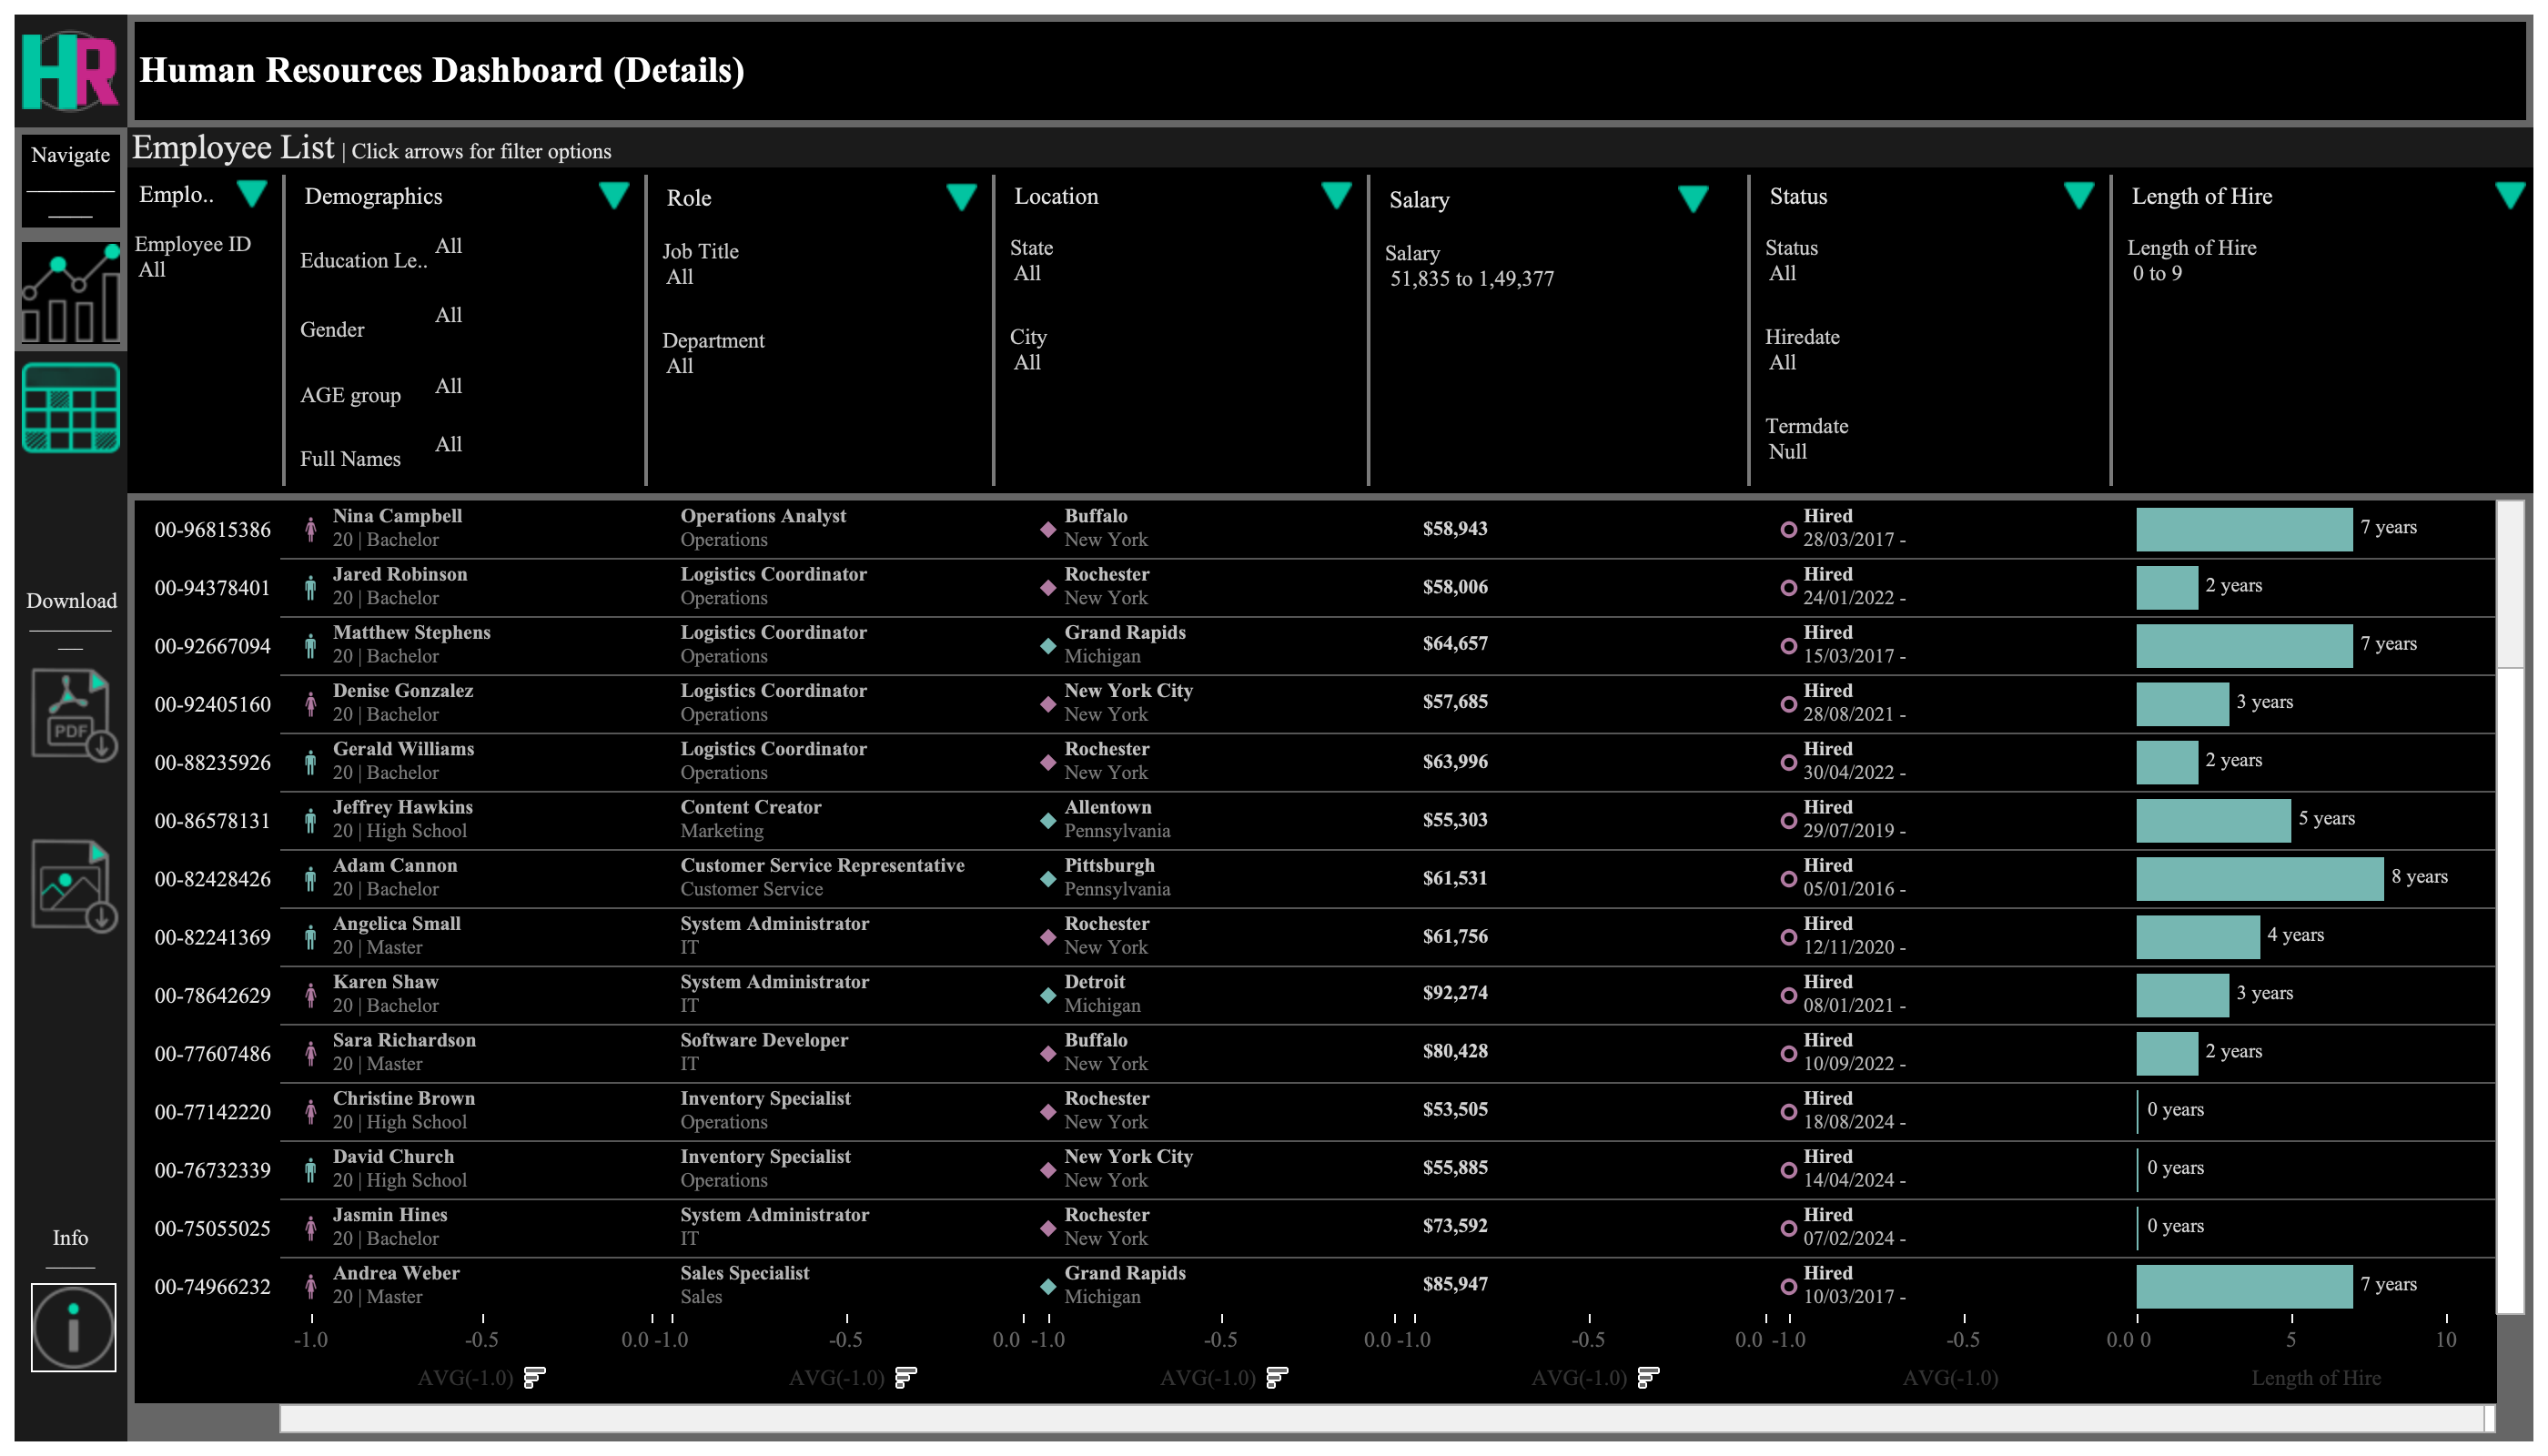 HR
Human Resources Dashboard (Details)
Navigate
Employee List | Click arrows for filter options
Emplo..
Employee ID
All
Demographics
Education Le.. All
Gender All
AGE group All
Full Names All
Role
Job Title
All
Department
All
Location
State
All
City
All
Salary
Salary
51,835 to 1,49,377
Status
Status
All
Hiredate
All
Termdate
Null
Length of Hire
Length of Hire
0 to 9
Download
PDF
Info
00-96815386 Nina Campbell Operations Analyst Buffalo $58,943 Hired 7 years
20 | Bachelor Operations New York 28/03/2017 -
00-94378401 Jared Robinson Logistics Coordinator Rochester $58,006 Hired 2 years
20 | Bachelor Operations New York 24/01/2022 -
00-92667094 Matthew Stephens Logistics Coordinator Grand Rapids $64,657 Hired 7 years
20 | Bachelor Operations Michigan 15/03/2017 -
00-92405160 Denise Gonzalez Logistics Coordinator New York City $57,685 Hired 3 years
20 | Bachelor Operations New York 28/08/2021 -
00-88235926 Gerald Williams Logistics Coordinator Rochester $63,996 Hired 2 years
20 | Bachelor Operations New York 30/04/2022 -
00-86578131 Jeffrey Hawkins Content Creator Allentown $55,303 Hired 5 years
20 | High School Marketing Pennsylvania 29/07/2019 -
00-82428426 Adam Cannon Customer Service Representative Pittsburgh $61,531 Hired 8 years
20 | Bachelor Customer Service Pennsylvania 05/01/2016 -
00-82241369 Angelica Small System Administrator Rochester $61,756 Hired 4 years
20 | Master IT New York 12/11/2020 -
00-78642629 Karen Shaw System Administrator Detroit $92,274 Hired 3 years
20 | Bachelor IT Michigan 08/01/2021 -
00-77607486 Sara Richardson Software Developer Buffalo $80,428 Hired 2 years
20 | Master IT New York 10/09/2022 -
00-77142220 Christine Brown Inventory Specialist Rochester $53,505 Hired 0 years
20 | High School Operations New York 18/08/2024 -
00-76732339 David Church Inventory Specialist New York City $55,885 Hired 0 years
20 | High School Operations New York 14/04/2024 -
00-75055025 Jasmin Hines System Administrator Rochester $73,592 Hired 0 years
20 | Bachelor IT New York 07/02/2024 -
00-74966232 Andrea Weber Sales Specialist Grand Rapids $85,947 Hired 7 years
20 | Master Sales Michigan 10/03/2017 -
-1.0 -0.5 0.0 -1.0 -0.5 0.0 -1.0 -0.5 0.0 -1.0 -0.5 0.0 -1.0 -0.5 0.0 0 5 10
AVG(-1.0) AVG(-1.0) AVG(-1.0) AVG(-1.0) AVG(-1.0) Length of Hire